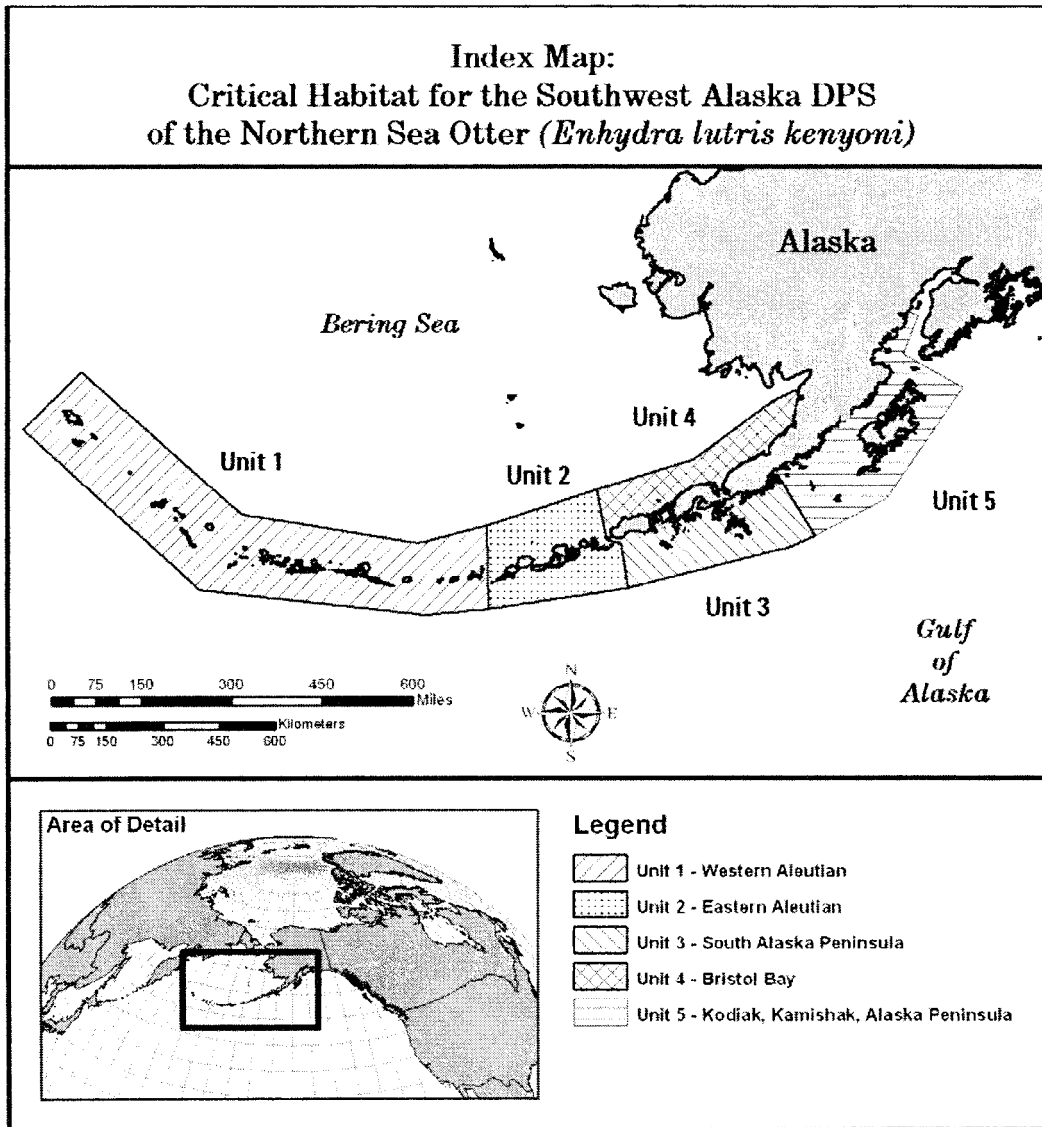 Index Map:
Critical Habitat for the Southwest Alaska DPS
of the Northern Sea Otter (Enhydra lutris kenyoni)
Alaska
Bering Sea
Unit 4
Unit 1
Unit 2
Unit 5
Unit 3
Gulf
of
Alaska
0 75 150 300 450 600
Miles
Kilometers
0 75 150 300 450 600
N
W E
S
Area of Detail
Legend
Unit 1 - Western Aleutian
Unit 2 - Eastern Aleutian
Unit 3 - South Alaska Peninsula
Unit 4 - Bristol Bay
Unit 5 - Kodiak, Kamishak, Alaska Peninsula